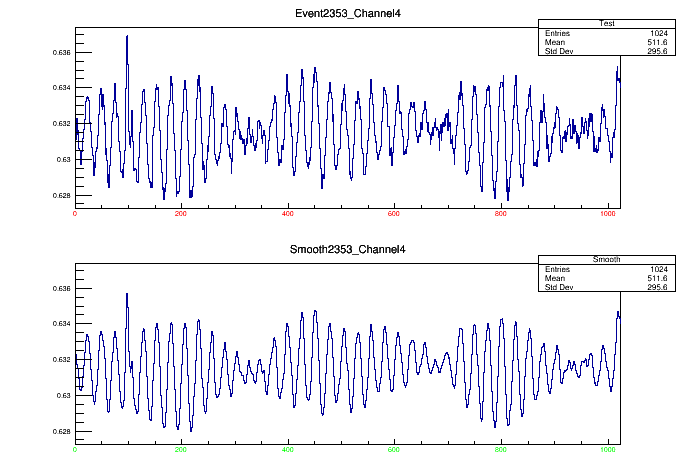 Event2353_Channel4
Test
Entries 1024
Mean 511.6
Std Dev 295.6
0.636
0.634
0.632
0.63
0.628
0 200 400 600 800 1000
Smooth2353_Channel4
Smooth
Entries 1024
Mean 511.6
Std Dev 295.6
0.636
0.634
0.632
0.63
0.628
0 200 400 600 800 1000